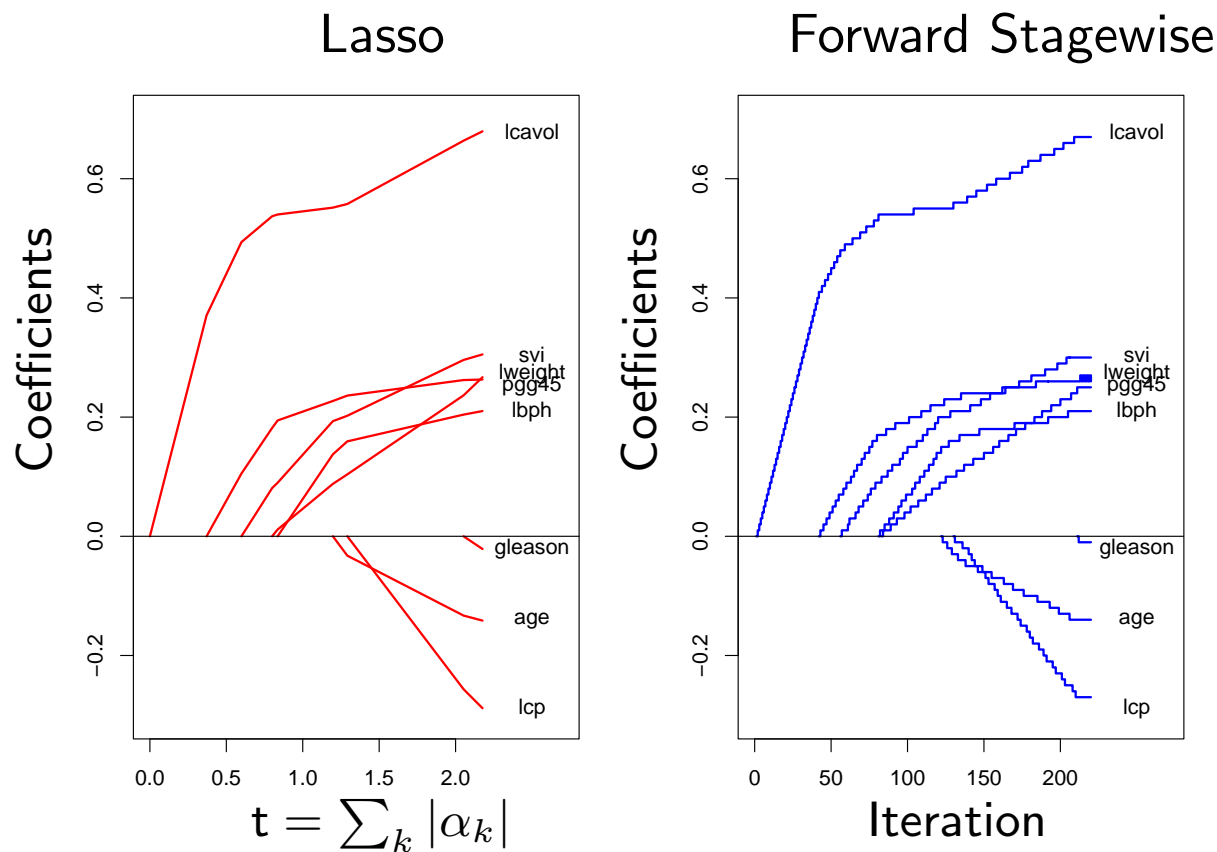 Lasso
Coefficients
0.6
0.4
0.2
0.0
−0.2
lcavol
svi
lweight
pgg45
lbph
gleason
age
lcp
0.0 0.5 1.0 1.5 2.0
t = ∑k |αk|
Forward Stagewise
Coefficients
0.6
0.4
0.2
0.0
−0.2
lcavol
svi
lweight
pgg45
lbph
gleason
age
lcp
0 50 100 150 200
Iteration